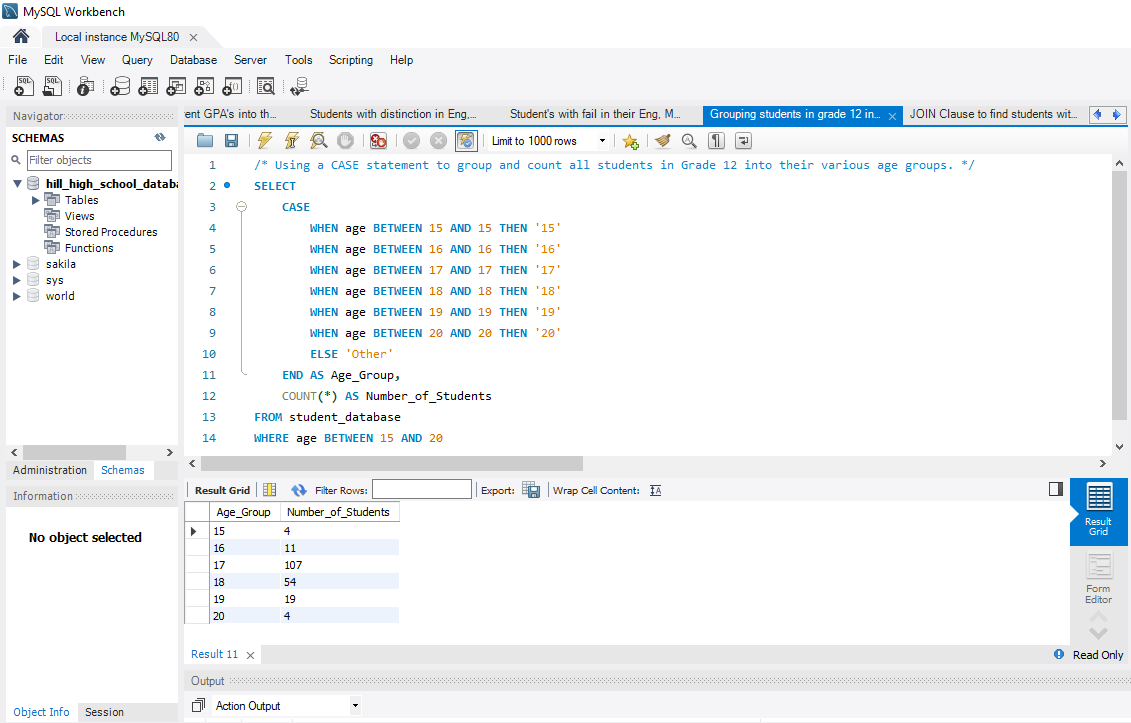 MySQL Workbench
Local instance MySQL80
File Edit View Query Database Server Tools Scripting Help
Navigator
SCHEMAS
Filter objects
hill_high_school_databa
Tables
Views
Stored Procedures
Functions
sakila
sys
world
Administration Schemas
Information
No object selected
Object Info Session
ent GPA's into th... Students with distinction in Eng,... Student's with fail in their Eng, M... Grouping students in grade 12 in... JOIN Clause to find students wit...
Limit to 1000 rows
1 /* Using a CASE statement to group and count all students in Grade 12 into their various age groups. */
2 SELECT
3 CASE
4 WHEN age BETWEEN 15 AND 15 THEN '15'
5 WHEN age BETWEEN 16 AND 16 THEN '16'
6 WHEN age BETWEEN 17 AND 17 THEN '17'
7 WHEN age BETWEEN 18 AND 18 THEN '18'
8 WHEN age BETWEEN 19 AND 19 THEN '19'
9 WHEN age BETWEEN 20 AND 20 THEN '20'
10 ELSE 'Other'
11 END AS Age_Group,
12 COUNT(*) AS Number_of_Students
13 FROM student_database
14 WHERE age BETWEEN 15 AND 20
Result Grid Filter Rows: Export: Wrap Cell Content: IA
Age_Group Number_of_Students
15 4
16 11
17 107
18 54
19 19
20 4
Result Grid
Form Editor
Result 11
Read Only
Output
Action Output